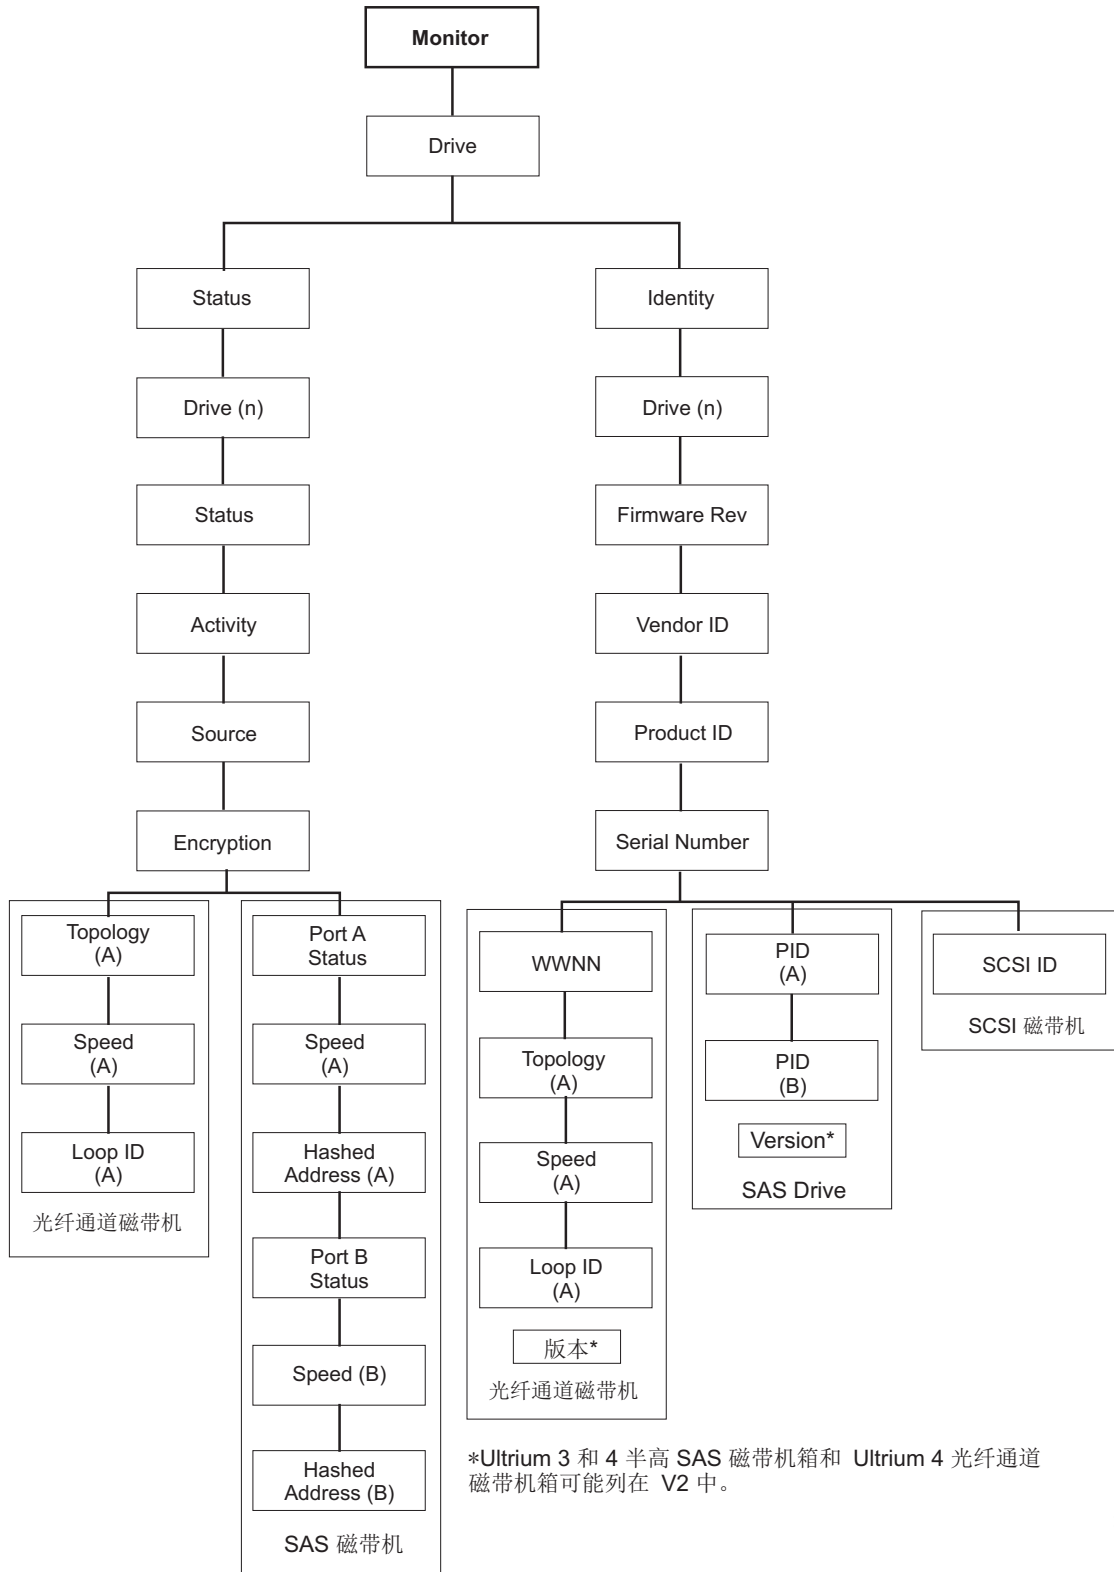 Monitor
Drive
Status
Drive (n)
Status
Activity
Source
Encryption
Topology
(A)
Speed
(A)
Loop ID
(A)
光纤通道磁带机
Port A
Status
Speed
(A)
Hashed
Address (A)
Port B
Status
Speed (B)
Hashed
Address (B)
SAS 磁带机
Identity
Drive (n)
Firmware Rev
Vendor ID
Product ID
Serial Number
WWNN
Topology
(A)
Speed
(A)
Loop ID
(A)
版本*
光纤通道磁带机
PID
(A)
PID
(B)
Version*
SAS Drive
SCSI ID
SCSI 磁带机
*Ultrium 3 和 4 半高 SAS 磁带机箱和 Ultrium 4 光纤通道
磁带机箱可能列在 V2 中。